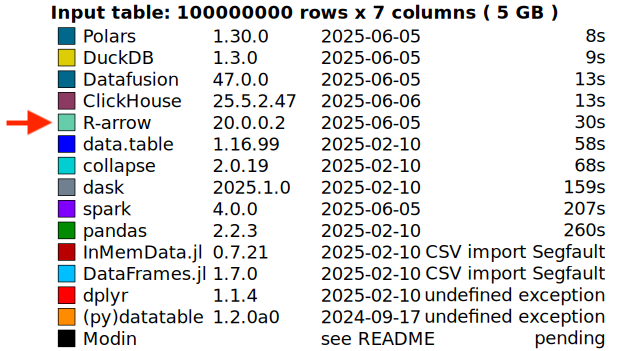 Input table: 100000000 rows x 7 columns ( 5 GB )
Polars 1.30.0 2025-06-05 8s
DuckDB 1.3.0 2025-06-05 9s
Datafusion 47.0.0 2025-06-05 13s
ClickHouse 25.5.2.47 2025-06-06 13s
R-arrow 20.0.0.2 2025-06-05 30s
data.table 1.16.99 2025-02-10 58s
collapse 2.0.19 2025-02-10 68s
dask 2025.1.0 2025-02-10 159s
spark 4.0.0 2025-06-05 207s
pandas 2.2.3 2025-02-10 260s
InMemData.jl 0.7.21 2025-02-10 CSV import Segfault
DataFrames.jl 1.7.0 2025-02-10 CSV import Segfault
dplyr 1.1.4 2025-02-10 undefined exception
(py)datatable 1.2.0a0 2024-09-17 undefined exception
Modin see README pending